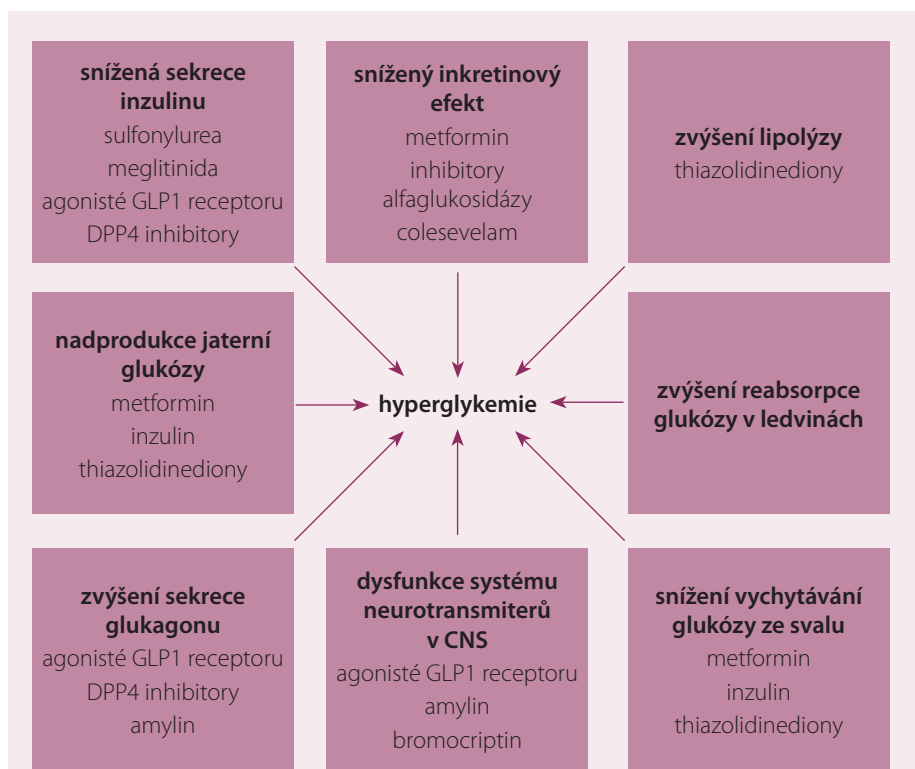 snížená sekrece
inzulinu
sulfonylurea
meglitinida
agonisté GLP1 receptoru
DPP4 inhibitory
snížený inkretinový
efekt
metformin
inhibitory
alfaglukosidázy
colesevelam
zvýšení lipolýzy
thiazolidinediony
nadprodukce jaterní
glukózy
metformin
inzulin
thiazolidinediony
hyperglykemie
zvýšení reabsorpce
glukózy v ledvinách
zvýšení sekrece
glukagonu
agonisté GLP1 receptoru
DPP4 inhibitory
amylin
dysfunkce systému
neurotransmiterů
v CNS
agonisté GLP1 receptoru
amylin
bromocriptin
snížení vychytávání
glukózy ze svalu
metformin
inzulin
thiazolidinediony